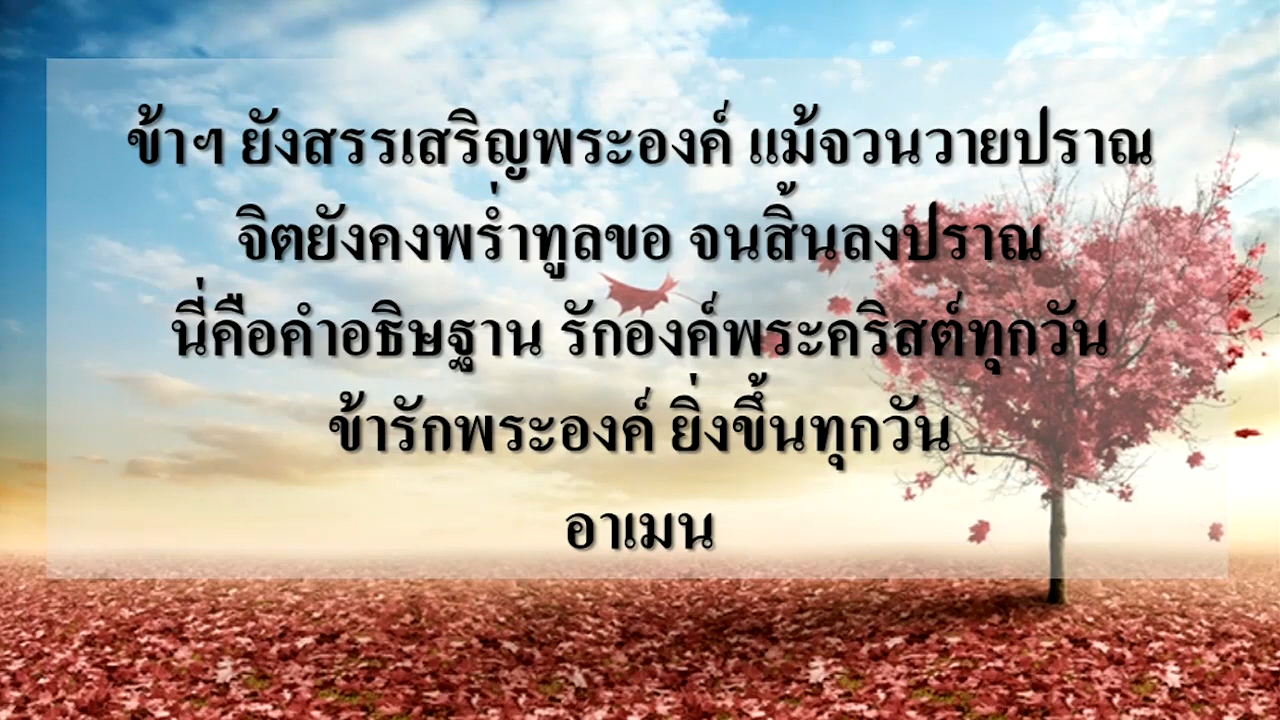 ข้าฯ ยังสรรเสริญพระองค์ แม้จวนวายปราณ
จิตยังคงพร่ำทูลขอ จนสิ้นลงปราณ
นี่คือคำอธิษฐาน รักองค์พระคริสต์ทุกวัน
ข้ารักพระองค์ ยิ่งขึ้นทุกวัน
อาเมน